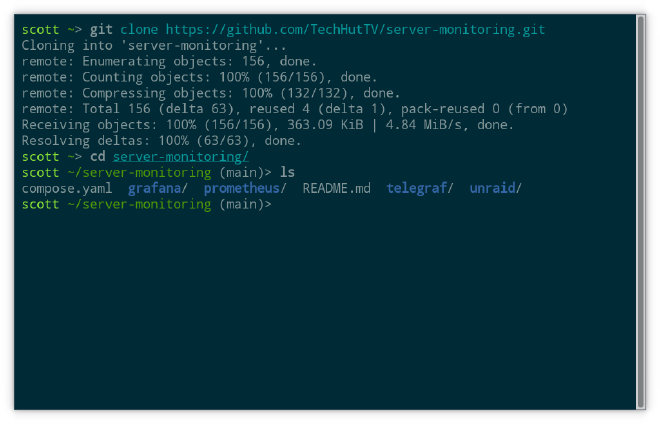 scott ~> git clone https://github.com/TechHutTV/server-monitoring.git
Cloning into 'server-monitoring'...
remote: Enumerating objects: 156, done.
remote: Counting objects: 100% (156/156), done.
remote: Compressing objects: 100% (132/132), done.
remote: Total 156 (delta 63), reused 4 (delta 1), pack-reused 0 (from 0)
Receiving objects: 100% (156/156), 363.09 KiB | 4.84 MiB/s, done.
Resolving deltas: 100% (63/63), done.
scott ~> cd server-monitoring/
scott ~/server-monitoring (main)> ls
compose.yaml  grafana/  prometheus/  README.md  telegraf/  unraid/
scott ~/server-monitoring (main)>